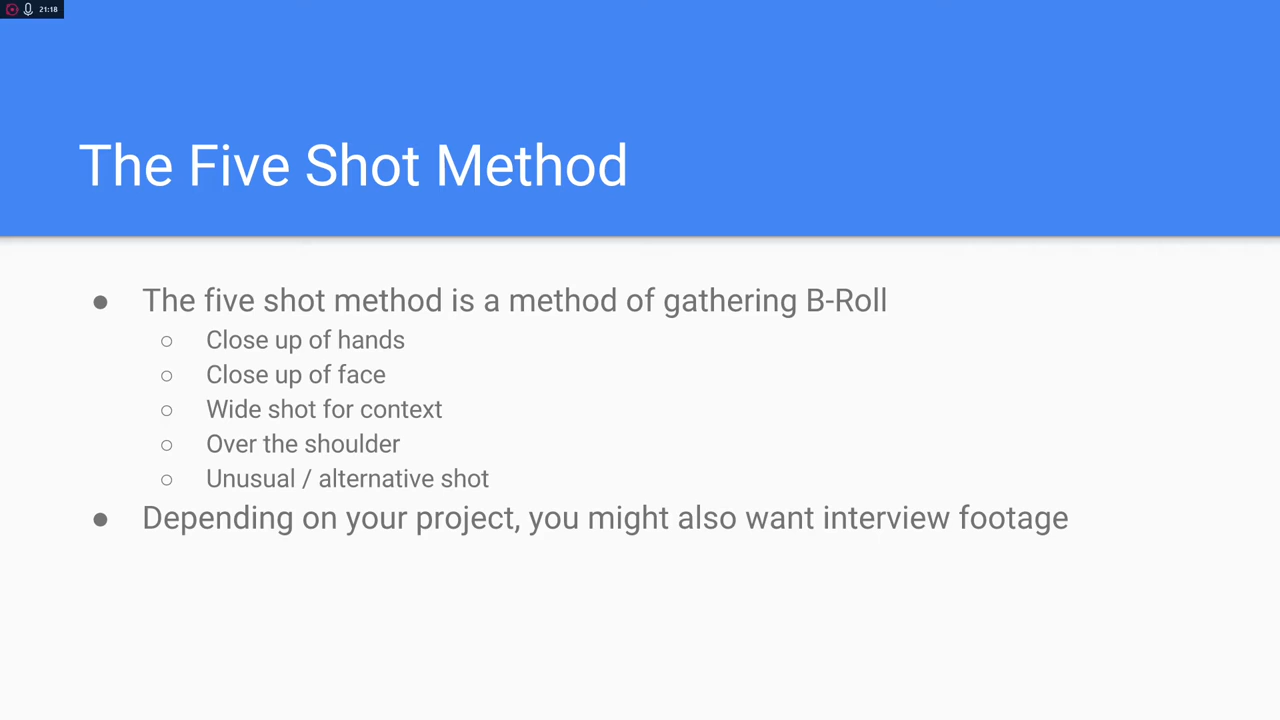 21:18
The Five Shot Method
● The five shot method is a method of gathering B-Roll
○ Close up of hands
○ Close up of face
○ Wide shot for context
○ Over the shoulder
○ Unusual / alternative shot
● Depending on your project, you might also want interview footage